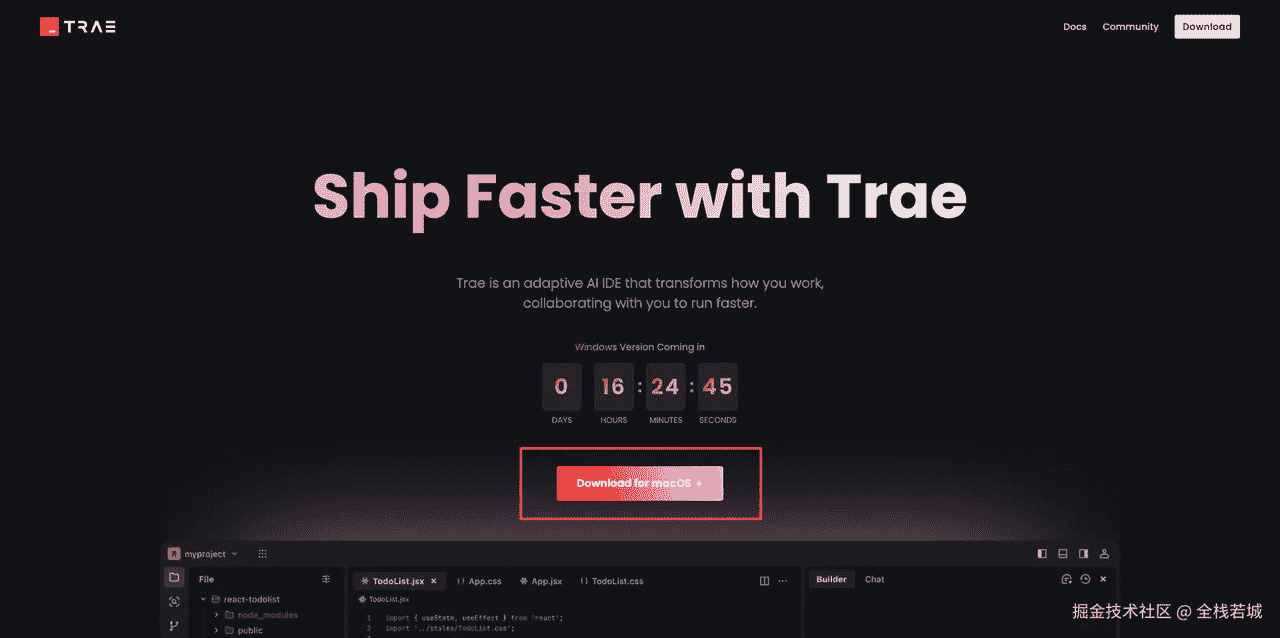 TRAE
Docs Community Download
Ship Faster with Trae
Trae is an adaptive AI IDE that transforms how you work,
collaborating with you to run faster.
Windows Version Coming in
0 16 : 24 : 45
DAYS HOURS MINUTES SECONDS
Download for macOS +
myproject
File
TodoList.jsx × {} App.css App.jsx {} TodoList.css
Builder Chat
react-todolist
TodoList.jsx
node_modules
1 import { useState, useEffect } from 'react';
public
2 import '../styles/TodoList.css';
掘金技术社区 @ 全栈若城